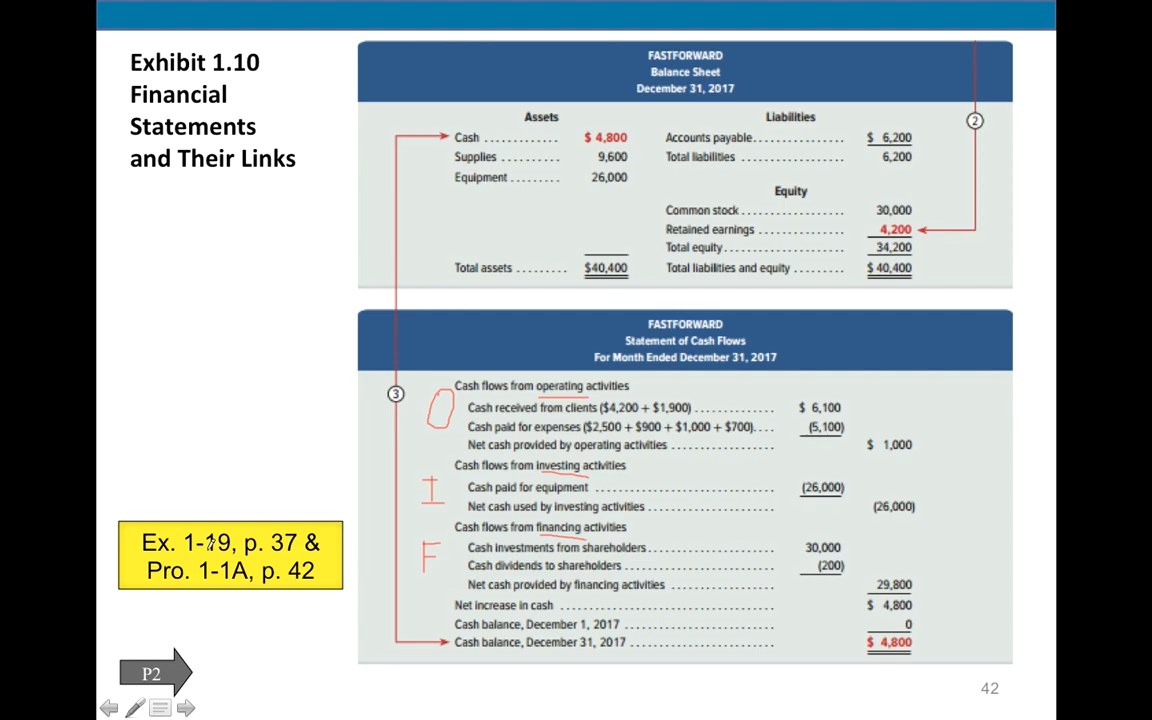 Exhibit 1.10
Financial
Statements
and Their Links
FASTFORWARD
Balance Sheet
December 31, 2017
Assets
Liabilities
Cash ............ $ 4,800
Accounts payable............... $ 6,200
Supplies .......... 9,600
Total liabilities ................. 6,200
Equipment ......... 26,000
Equity
Common stock ................. 30,000
Retained earnings .............. 4,200
Total equity.................... 34,200
Total assets ......... $40,400
Total liabilities and equity ......... $ 40,400
2
FASTFORWARD
Statement of Cash Flows
For Month Ended December 31, 2017
3
Cash flows from operating activities
Cash received from clients ($4,200 + $1,900) ............. $ 6,100
Cash paid for expenses ($2,500 + $900 + $1,000 + $700).... (5,100)
Net cash provided by operating activities ................. $ 1,000
O
Cash flows from investing activities
Cash paid for equipment ............................. (26,000)
Net cash used by investing activities ..................... (26,000)
I
Cash flows from financing activities
Cash investments from shareholders..................... 30,000
Cash dividends to shareholders ......................... (200)
Net cash provided by financing activities .................. 29,800
F
Net increase in cash .................................... $ 4,800
Cash balance, December 1, 2017 ......................... 0
Cash balance, December 31, 2017 ........................ $ 4,800
Ex. 1-19, p. 37 &
Pro. 1-1A, p. 42
P2
42